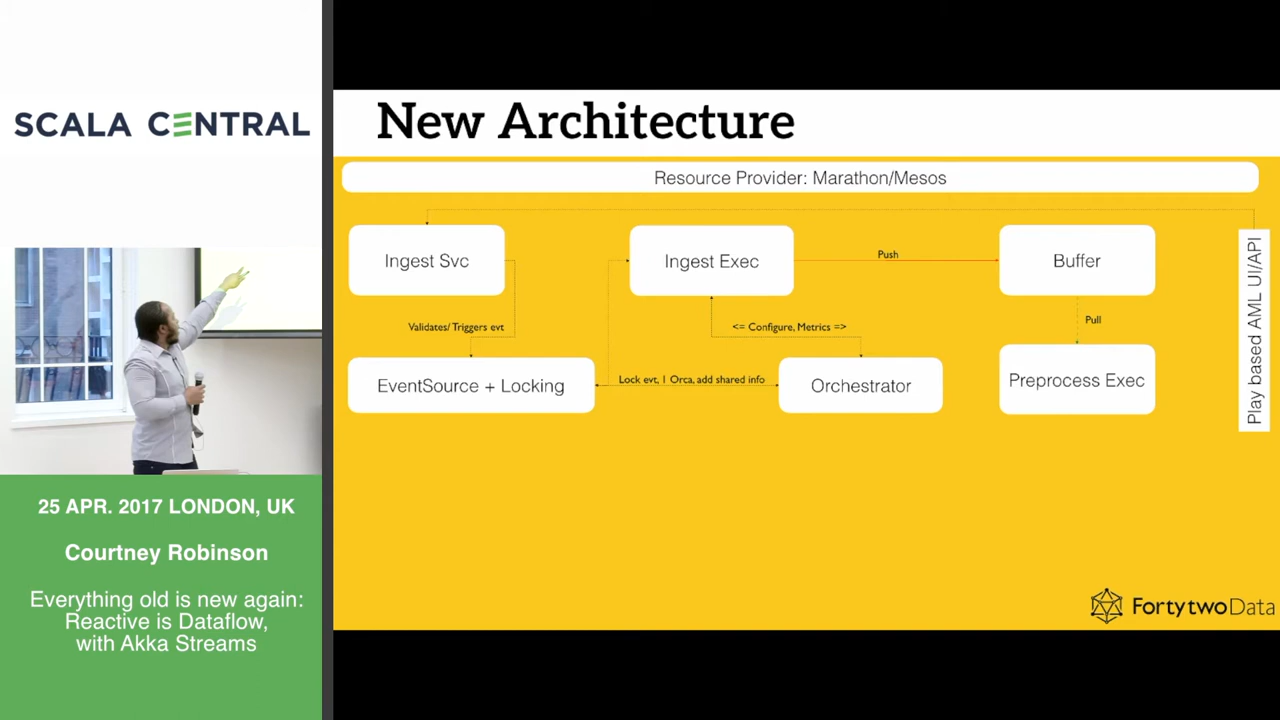 SCALA CENTRAL
25 APR. 2017 LONDON, UK
Courtney Robinson
Everything old is new again:
Reactive is Dataflow,
with Akka Streams
New Architecture
Resource Provider: Marathon/Mesos
Ingest Svc
Ingest Exec
Push
Buffer
Validates/ Triggers evt
<= Configure, Metrics =>
Pull
EventSource + Locking
Lock evt, 1 Orca, add shared info
Orchestrator
Preprocess Exec
Play based AML UI/API
FortytwoData